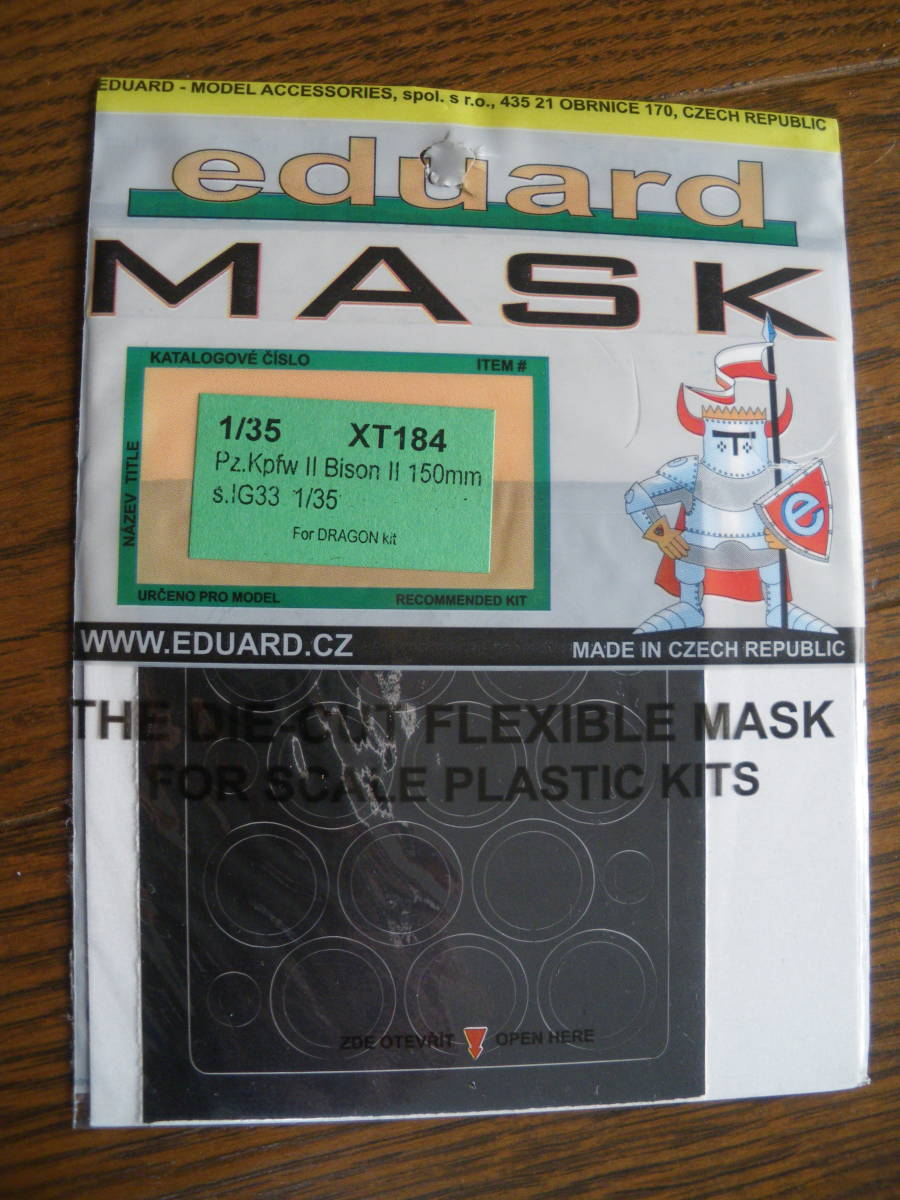 EDUARD - MODEL ACCESSORIES, spol. s r.o., 435 21 OBRNICE 170, CZECH REPUBLIC
eduard
MASK
KATALOGOVÉ ČÍSLO ITEM #
NÁZEV TITLE
1/35 XT184
Pz.Kpfw II Bison II 150mm
s.IG33 1/35
For DRAGON kit
e
URČENO PRO MODEL RECOMMENDED KIT
WWW.EDUARD.CZ MADE IN CZECH REPUBLIC
THE DIE-CUT FLEXIBLE MASK
FOR SCALE PLASTIC KITS
ZDE OTEVŘÍT OPEN HERE